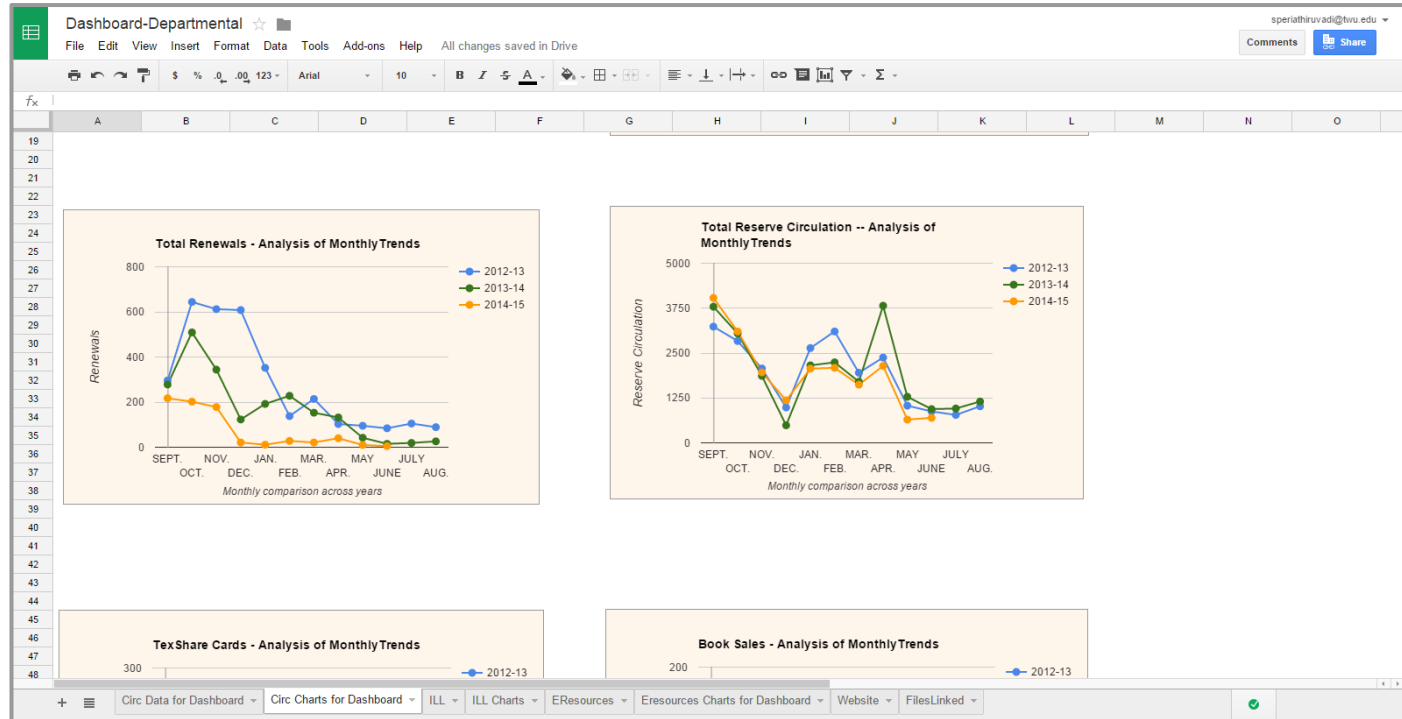 Dashboard-Departmental
speriathiruvadi@twu.edu
File Edit View Insert Format Data Tools Add-ons Help All changes saved in Drive
Comments Share
$ % .0 .00 123 Arial 10 B I S A Σ
fx
A B C D E F G H I J K L M N O
19
20
21
22
23
24
25
26
27
28
29
30
31
32
33
34
35
36
37
38
39
40
41
42
43
44
45
46
47
48
Total Renewals - Analysis of MonthlyTrends
800
600
400
200
0
Renewals
2012-13
2013-14
2014-15
SEPT. NOV. JAN. MAR. MAY JULY
OCT. DEC. FEB. APR. JUNE AUG.
Monthly comparison across years
Total Reserve Circulation -- Analysis of
MonthlyTrends
5000
3750
2500
1250
0
Reserve Circulation
2012-13
2013-14
2014-15
SEPT. NOV. JAN. MAR. MAY JULY
OCT. DEC. FEB. APR. JUNE AUG.
Monthly comparison across years
TexShare Cards - Analysis of MonthlyTrends
300
2012-13
Book Sales - Analysis of MonthlyTrends
200
2012-13
+ Circ Data for Dashboard Circ Charts for Dashboard ILL ILL Charts EResources Eresources Charts for Dashboard Website FilesLinked